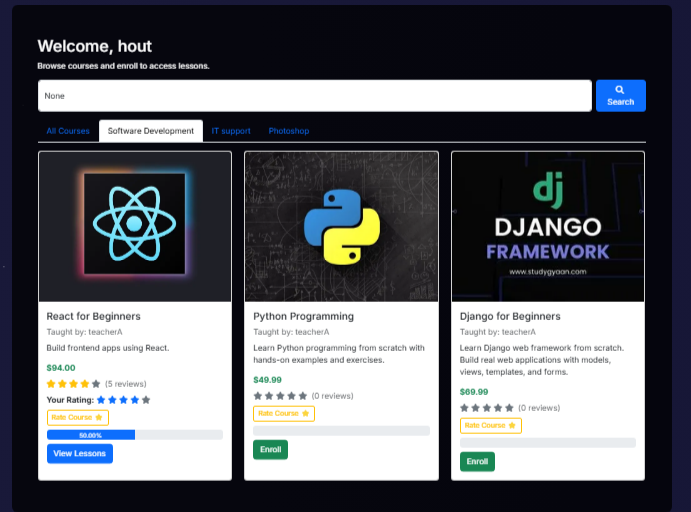 Welcome, hout
Browse courses and enroll to access lessons.
None
Search
All Courses
Software Development
IT support
Photoshop
React for Beginners
Taught by: teacherA
Build frontend apps using React.
$94.00
(5 reviews)
Your Rating:
Rate Course
50.00%
View Lessons
Python Programming
Taught by: teacherA
Learn Python programming from scratch with
hands-on examples and exercises.
$49.99
(0 reviews)
Rate Course
Enroll
dj
DJANGO
FRAMEWORK
www.studygyaan.com
Django for Beginners
Taught by: teacherA
Learn Django web framework from scratch.
Build real web applications with models,
views, templates, and forms.
$69.99
(0 reviews)
Rate Course
Enroll